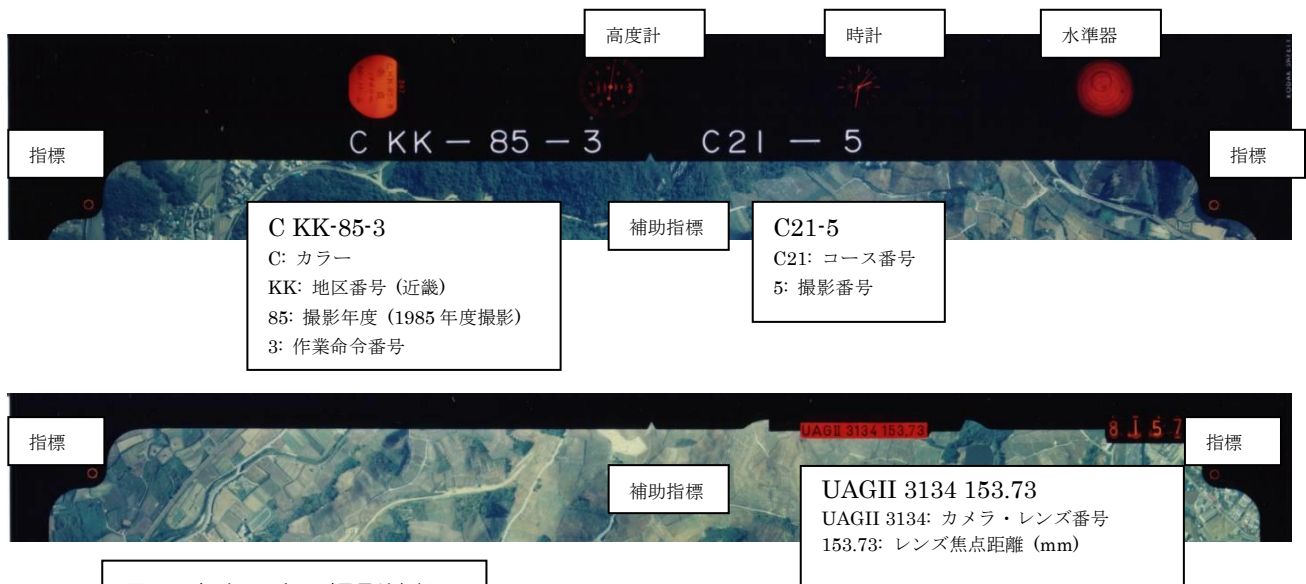 高度計
時計
水準器
C KK — 85 — 3
C21 — 5
指標
指標
C KK-85-3
C: カラー
KK: 地区番号 (近畿)
85: 撮影年度 (1985 年度撮影)
3: 作業命令番号
補助指標
C21-5
C21: コース番号
5: 撮影番号
指標
UAGII 3134 153.73
指標
補助指標
UAGII 3134 153.73
UAGII 3134: カメラ・レンズ番号
153.73: レンズ焦点距離 (mm)